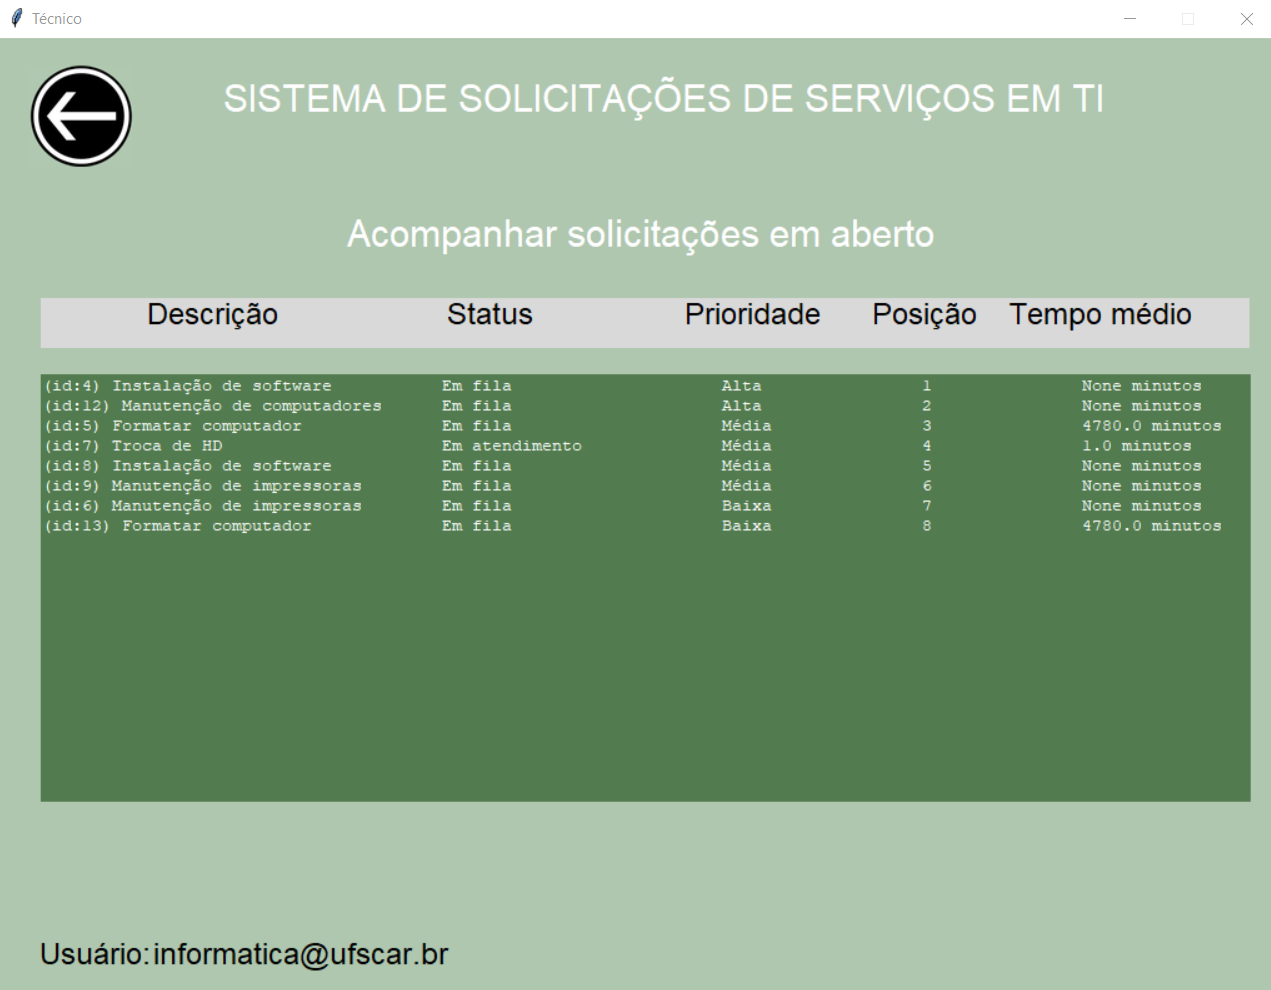 Técnico
SISTEMA DE SOLICITAÇÕES DE SERVIÇOS EM TI
Acompanhar solicitações em aberto
Descrição Status Prioridade Posição Tempo médio
(id:4) Instalação de software Em fila Alta 1 None minutos
(id:12) Manutenção de computadores Em fila Alta 2 None minutos
(id:5) Formatar computador Em fila Média 3 4780.0 minutos
(id:7) Troca de HD Em atendimento Média 4 1.0 minutos
(id:8) Instalação de software Em fila Média 5 None minutos
(id:9) Manutenção de impressoras Em fila Média 6 None minutos
(id:6) Manutenção de impressoras Em fila Baixa 7 None minutos
(id:13) Formatar computador Em fila Baixa 8 4780.0 minutos
Usuário: informatica@ufscar.br